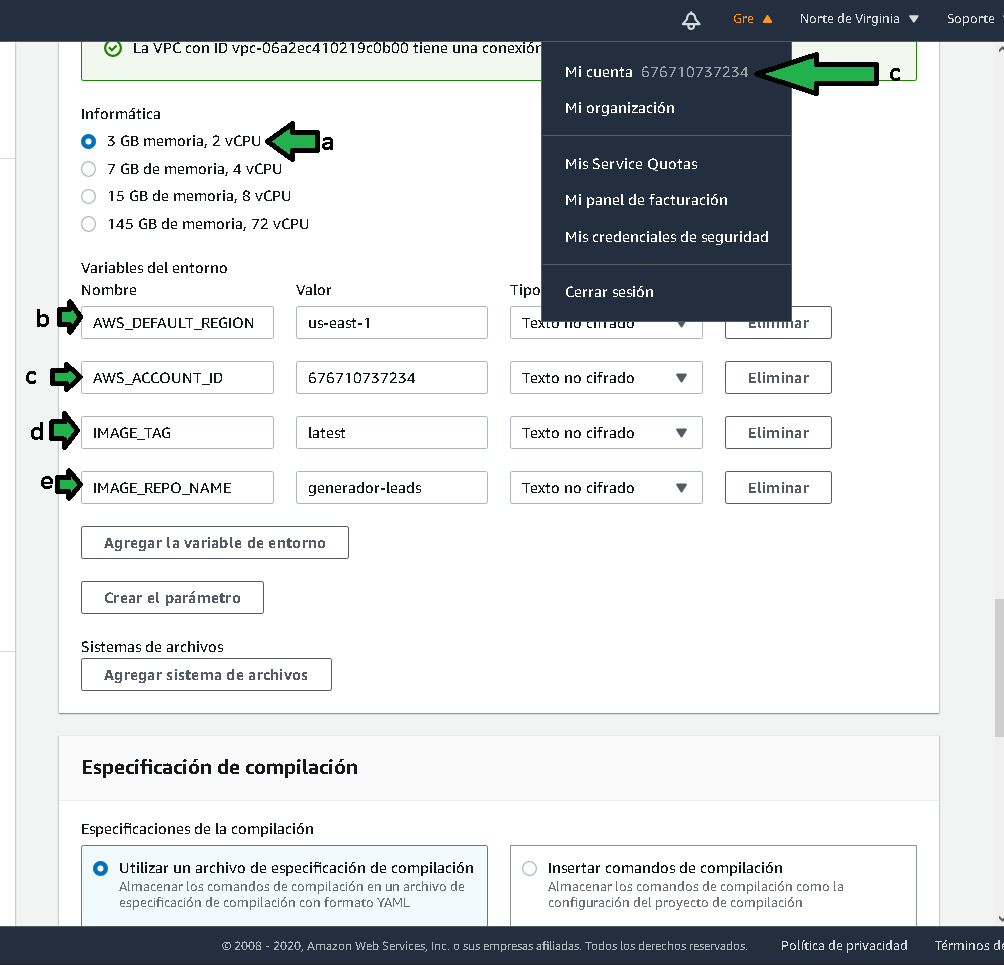 Gre ▲ Norte de Virginia ▼ Soporte
La VPC con ID vpc-06a2ec410219c0b00 tiene una conexión
Mi cuenta 676710737234 c
Mi organización
Mis Service Quotas
Mi panel de facturación
Mis credenciales de seguridad
Cerrar sesión
Informática
3 GB memoria, 2 vCPU a
7 GB de memoria, 4 vCPU
15 GB de memoria, 8 vCPU
145 GB de memoria, 72 vCPU
Variables del entorno
Nombre Valor Tipo
b AWS_DEFAULT_REGION us-east-1 Texto no cifrado Eliminar
c AWS_ACCOUNT_ID 676710737234 Texto no cifrado ▼ Eliminar
d IMAGE_TAG latest Texto no cifrado ▼ Eliminar
e IMAGE_REPO_NAME generador-leads Texto no cifrado ▼ Eliminar
Agregar la variable de entorno
Crear el parámetro
Sistemas de archivos
Agregar sistema de archivos
Especificación de compilación
Especificaciones de la compilación
Utilizar un archivo de especificación de compilación
Almacenar los comandos de compilación en un archivo de
especificación de compilación con formato YAML
Insertar comandos de compilación
Almacenar los comandos de compilación como la
configuración del proyecto de compilación
© 2008 - 2020, Amazon Web Services, Inc. o sus empresas afiliadas. Todos los derechos reservados. Política de privacidad Términos de